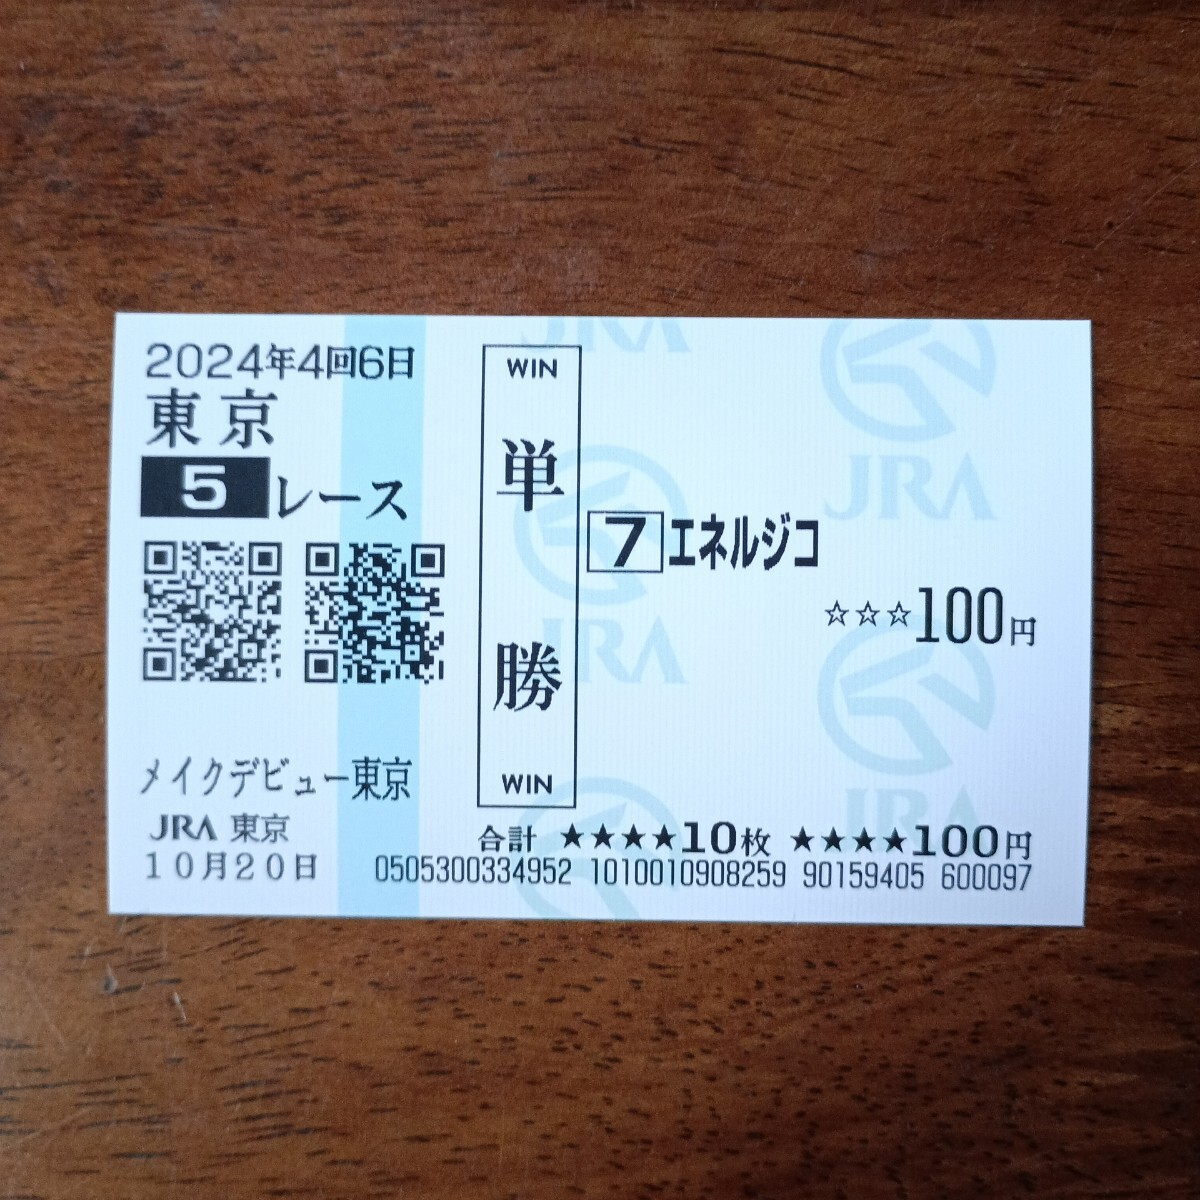 2024年4回6日
東京
5レース
メイクデビュー東京
JRA 東京
10月20日
WIN
単勝
WIN
7 エネルジコ
☆☆☆100円
合計 ★★★★10枚 ★★★★100円
0505300334952 1010010908259 90159405 600097
JRA
JRA
JRA
JRA